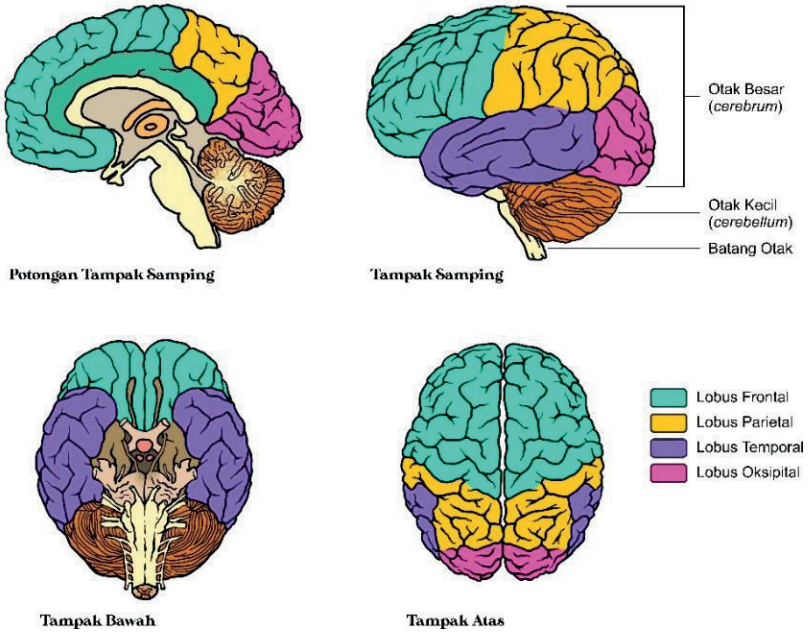 Otak Besar
(cerebrum)
Otak Kecil
(cerebellum)
Batang Otak
Potongan Tampak Samping
Tampak Samping
Lobus Frontal
Lobus Parietal
Lobus Temporal
Lobus Oksipital
Tampak Bawah
Tampak Atas